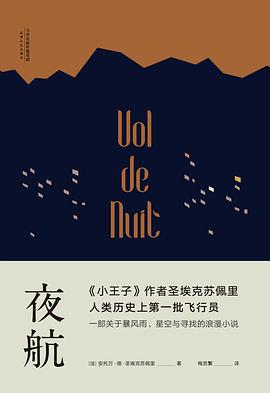 Vol
de
Nuit
夜航
《小王子》作者圣埃克苏佩里
人类历史上第一批飞行员
一部关于暴风雨、星空与寻找的浪漫小说
[法] 安托万·德·圣埃克苏佩里 著 梅思繁 译